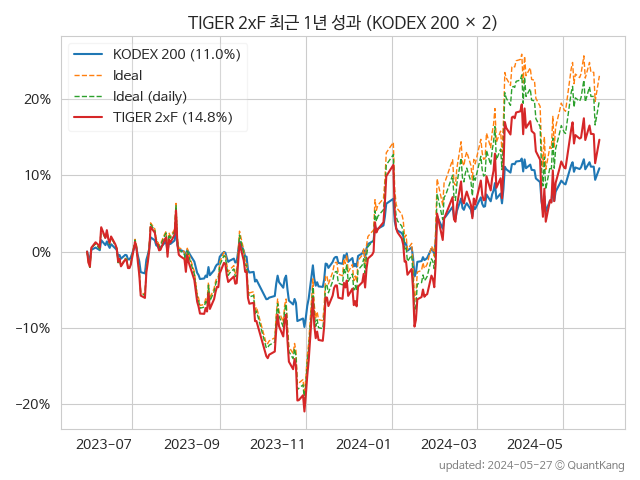 TIGER 2xF 최근 1년 성과 (KODEX 200 × 2)
KODEX 200 (11.0%)
Ideal
Ideal (daily)
TIGER 2xF (14.8%)
20%
10%
0%
−10%
−20%
2023-07
2023-09
2023-11
2024-01
2024-03
2024-05
updated: 2024-05-27 ⓒ QuantKang